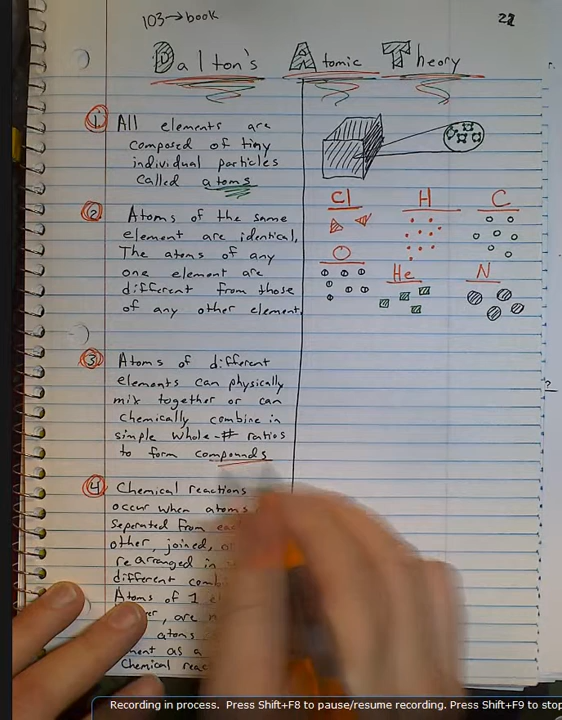 103→book
22
Dalton's Atomic Theory
① All elements are
composed of tiny
individual particles
called atoms
② Atoms of the same
element are identical.
The atoms of any
one element are
different from those
of any other element.
③ Atoms of different
elements can physically
mix together or can
chemically combine in
simple whole-# ratios
to form compounds
④ Chemical reactions
occur when atoms
seperated from
other, joined,
rearranged in
different
Atoms of 1
are
atoms
as a
Chemical
Cl H C
O He N
?
Recording in process. Press Shift+F8 to pause/resume recording. Press Shift+F9 to stop